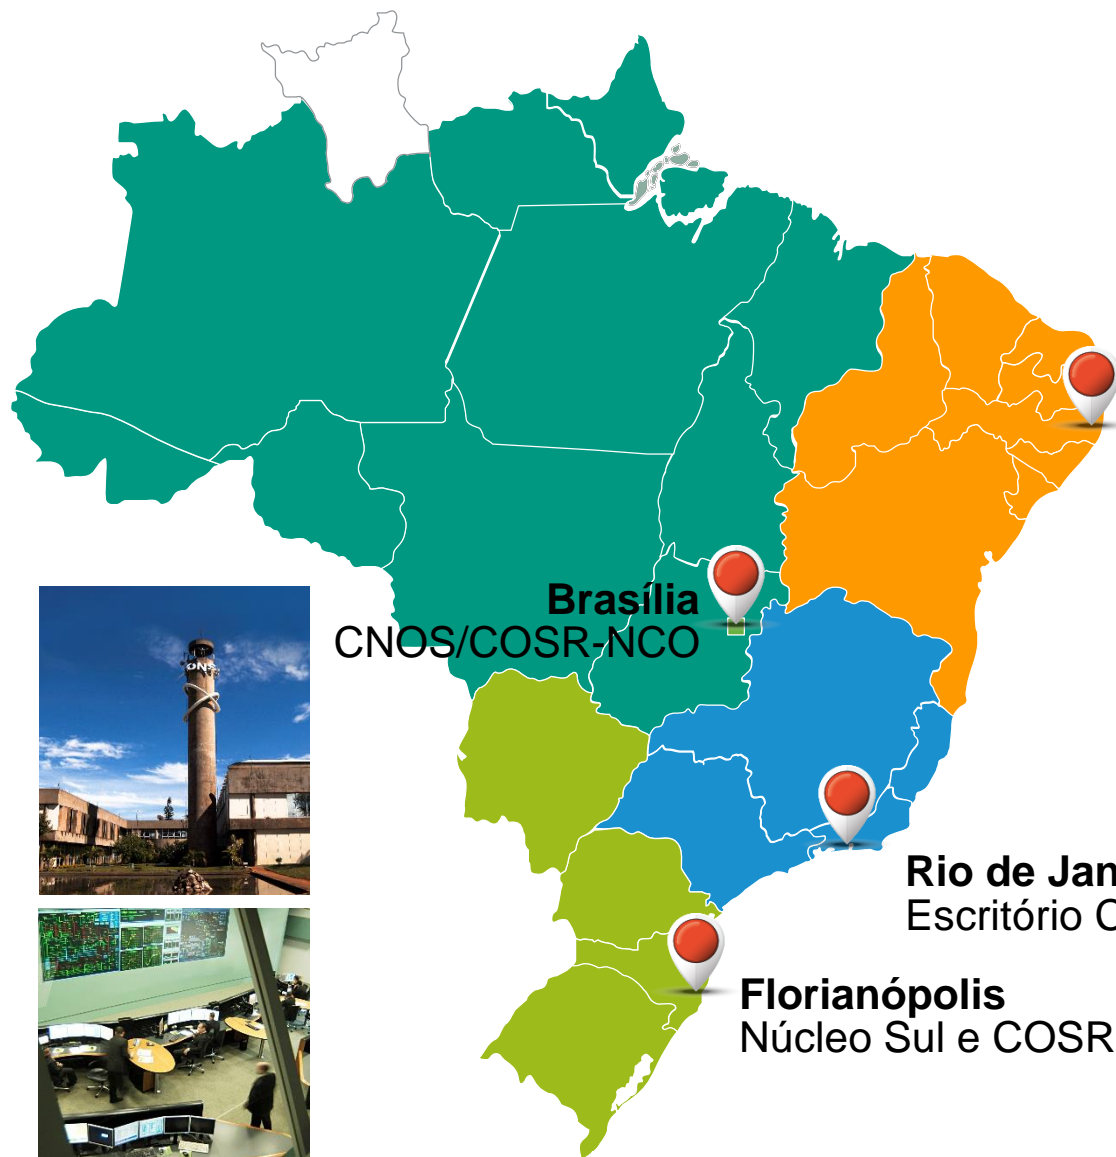 Brasília
CNOS/COSR-NCO
ONS
Rio de Jan
Escritório C
Florianópolis
Núcleo Sul e COSR